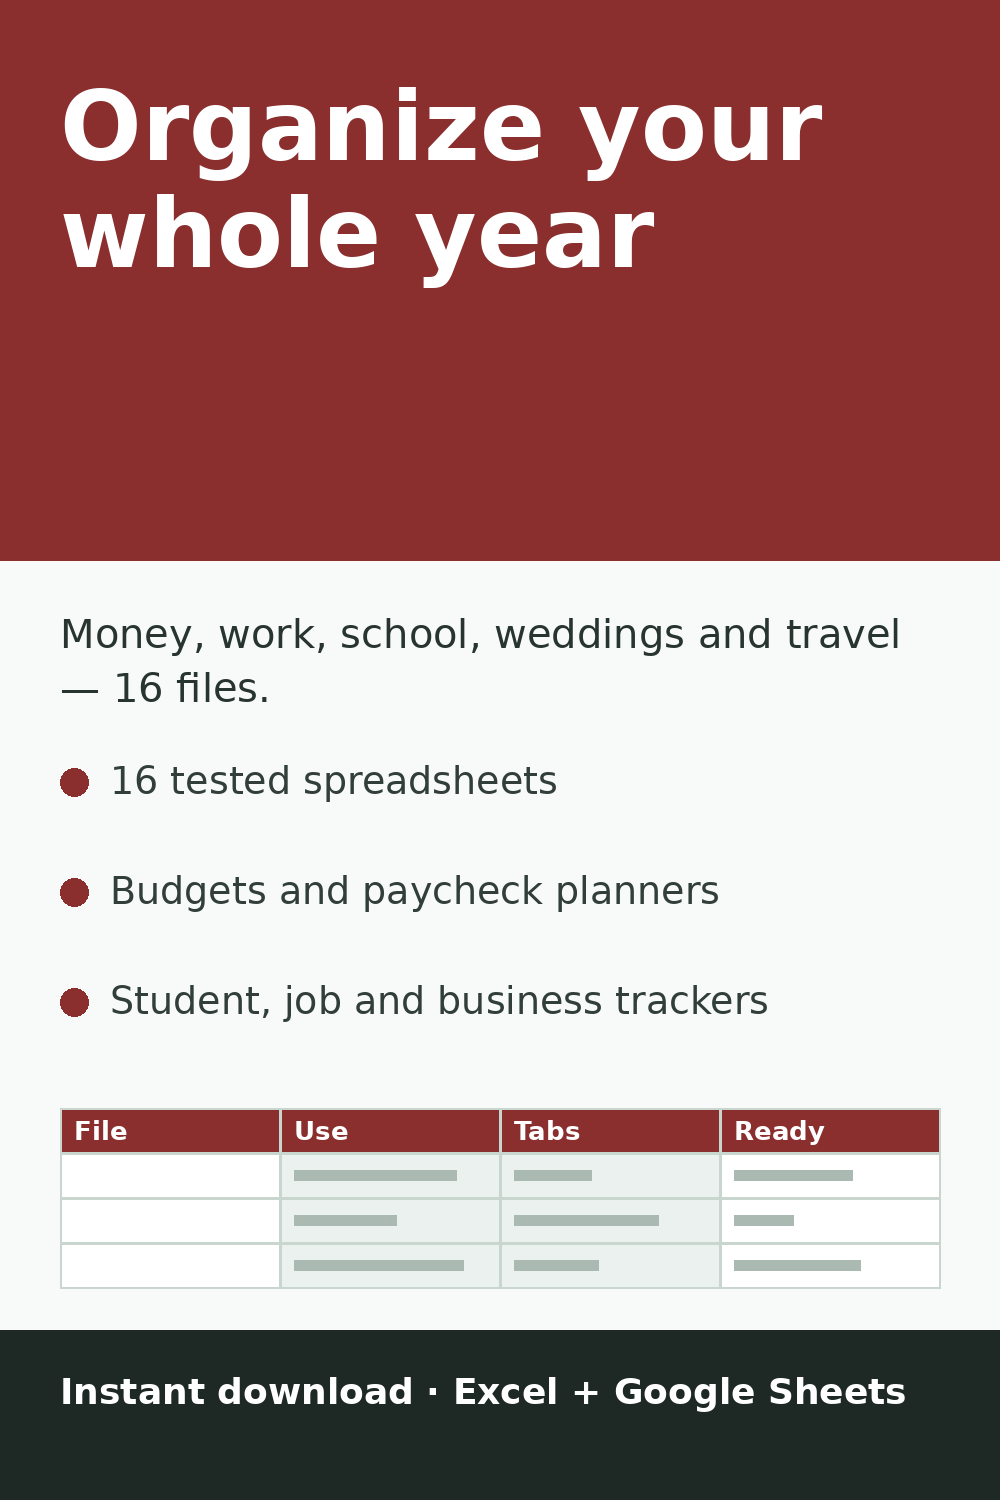 Organize your
whole year
Money, work, school, weddings and travel
— 16 files.
16 tested spreadsheets
Budgets and paycheck planners
Student, job and business trackers
File Use Tabs Ready
Instant download · Excel + Google Sheets